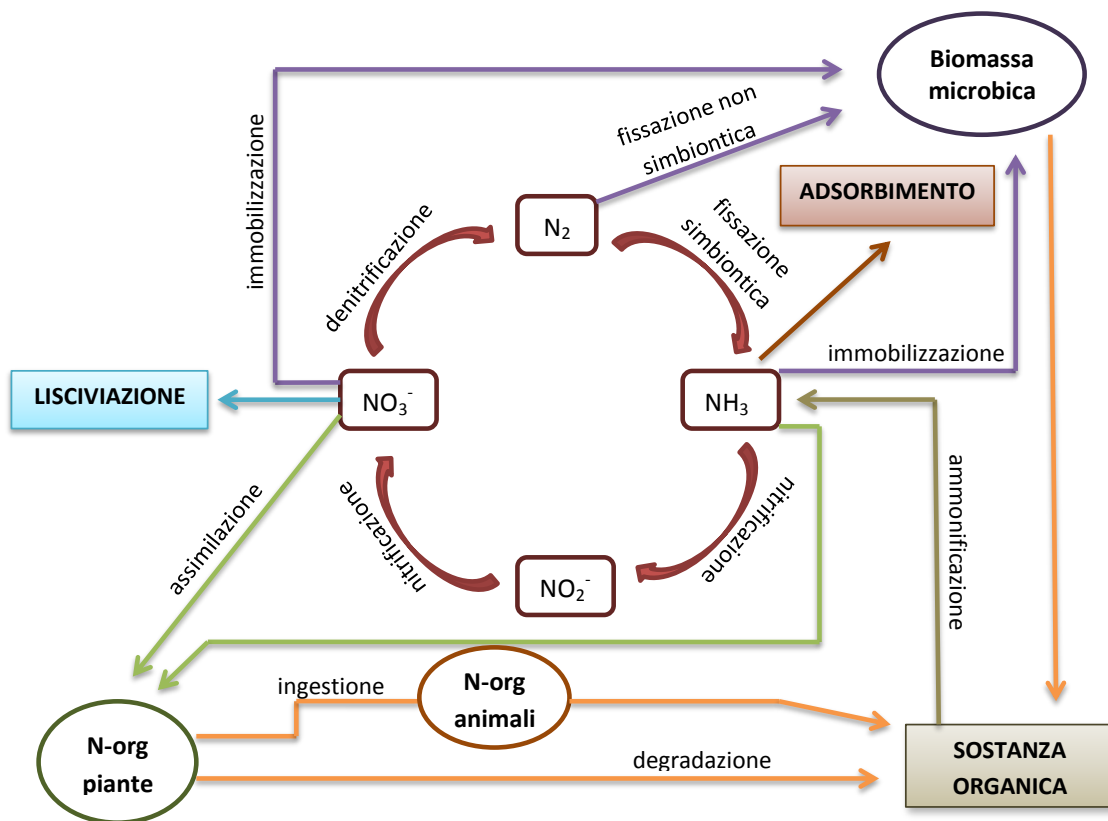 Biomassa
microbica
fissazione non
simbiontica
immobilizzazione
ADSORBIMENTO
N₂
fissazione
simbiontica
denitrificazione
immobilizzazione
LISCIVIAZIONE
NO₃⁻
NH₃
ammonificazione
assimilazione
nitrificazione
nitrificazione
NO₂⁻
ingestione
N-org
animali
N-org
piante
degradazione
SOSTANZA
ORGANICA